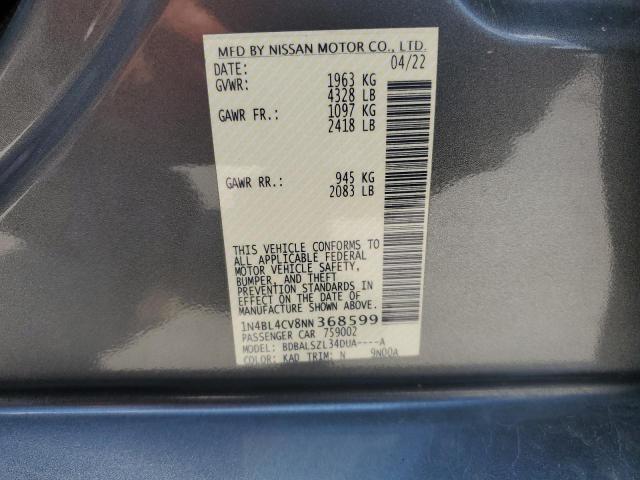 MFD BY NISSAN MOTOR CO., LTD.
DATE: 04/22
GVWR: 1963 KG
4328 LB
GAWR FR.: 1097 KG
2418 LB
GAWR RR.: 945 KG
2083 LB
THIS VEHICLE CONFORMS TO
ALL APPLICABLE FEDERAL
MOTOR VEHICLE SAFETY,
BUMPER, AND THEFT
PREVENTION STANDARDS IN
EFFECT ON THE DATE OF
MANUFACTURE SHOWN ABOVE.
1N4BL4CV8NN368599
PASSENGER CAR 759002
MODEL: BDBALSZL34DUA----A
COLOR: KAD TRIM: N 9N00A